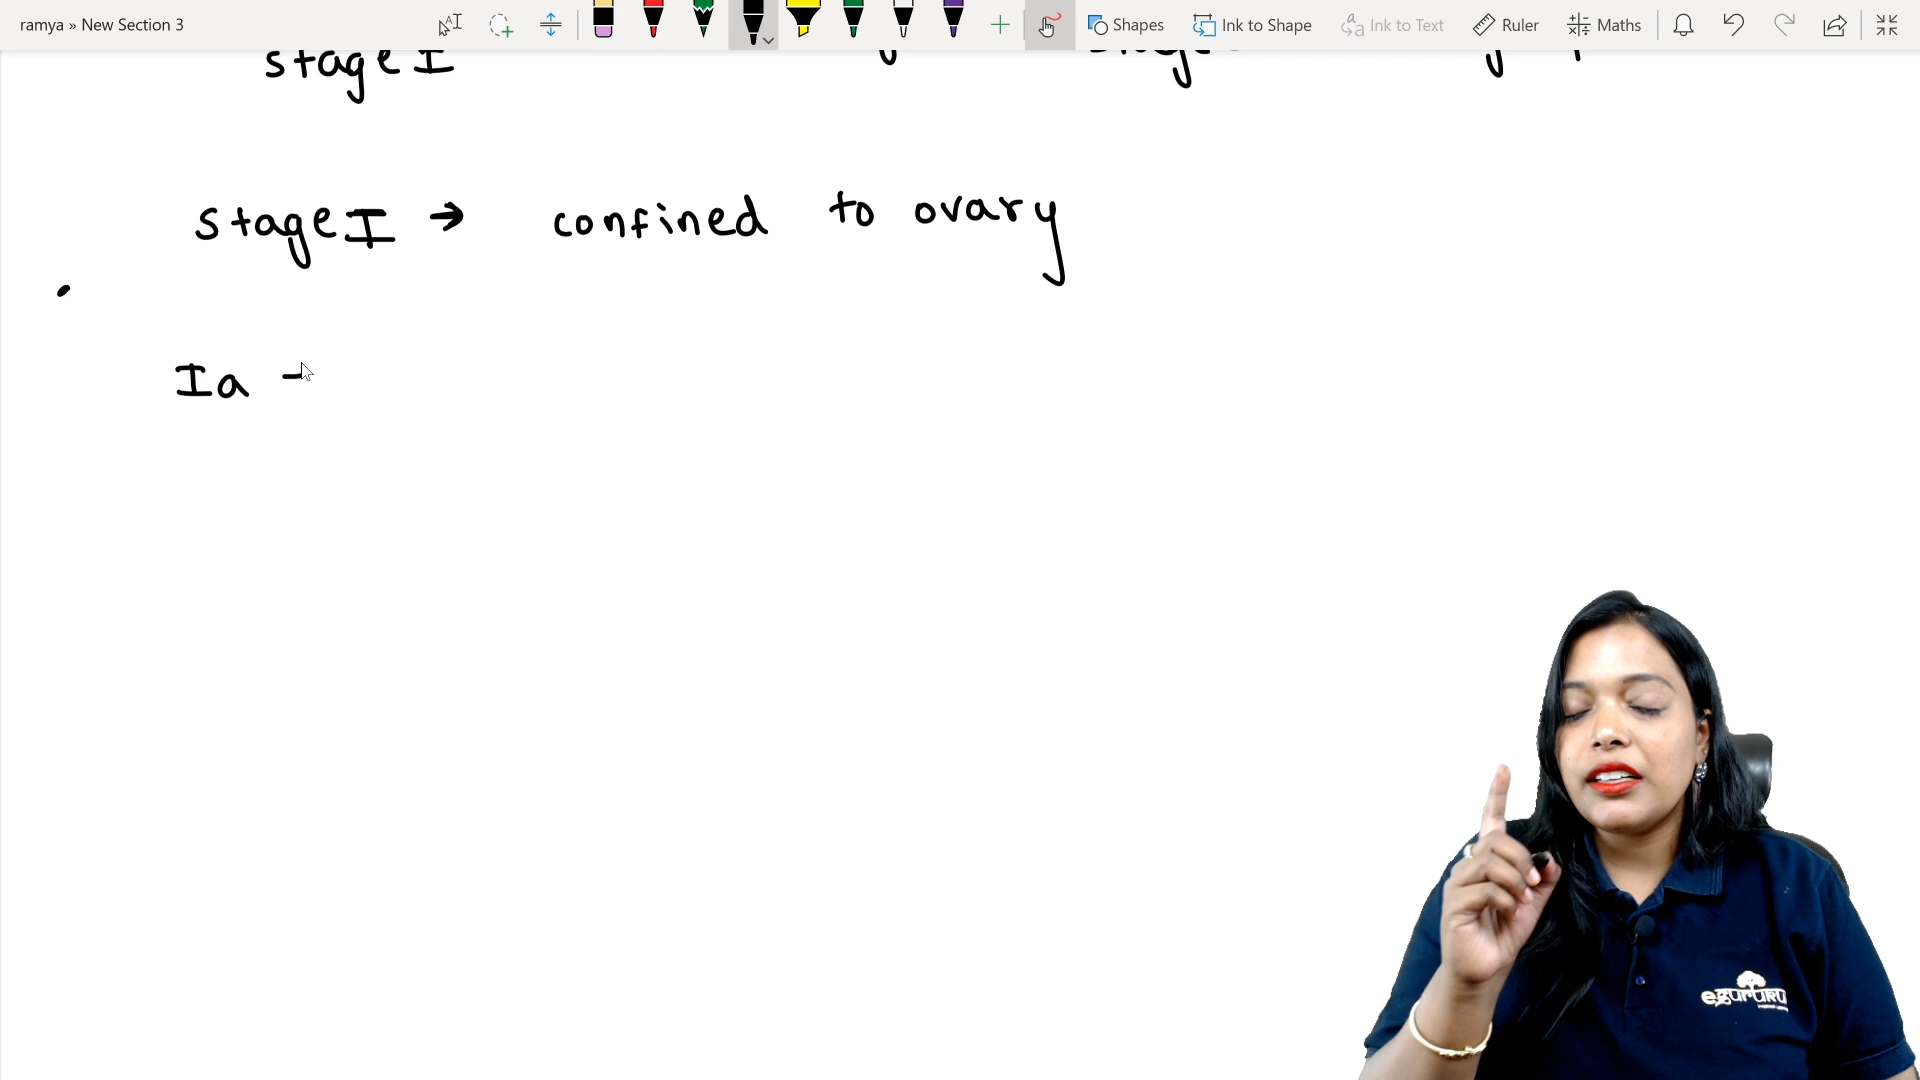 ramya » New Section 3
Shapes
Ink to Shape
Ink to Text
Ruler
Maths
stage I
stage I → confined to ovary
Ia -
eguruku